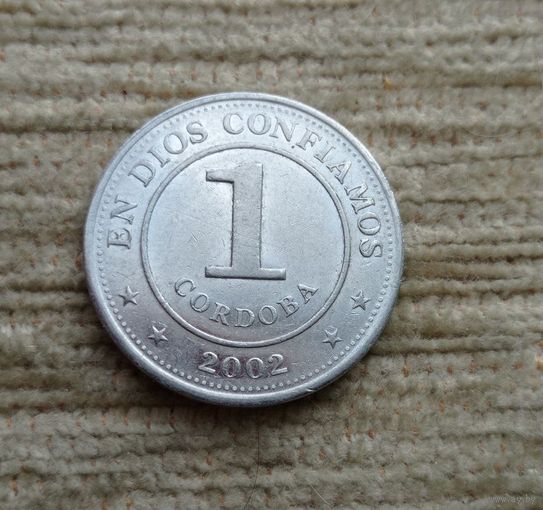 EN DIOS CONFIAMOS
1
CORDOBA
2002